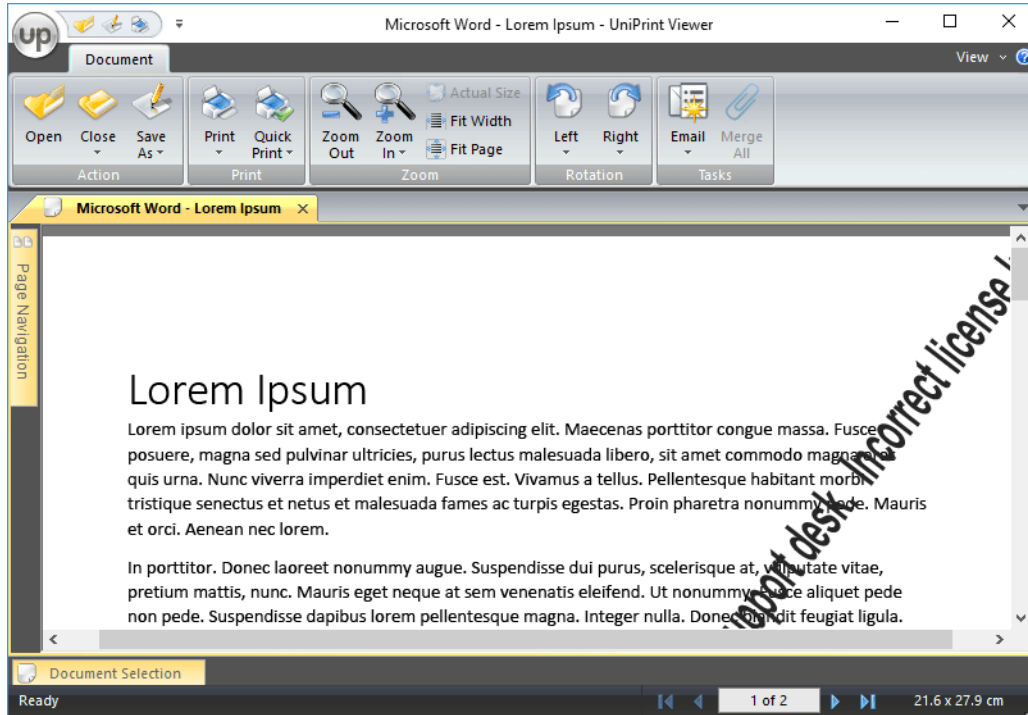 up
Microsoft Word - Lorem Ipsum - UniPrint Viewer
Document
View
Open
Close
Save As
Print
Quick Print
Zoom Out
Zoom In
Actual Size
Fit Width
Fit Page
Left
Right
Email
Merge All
Action
Print
Zoom
Rotation
Tasks
Microsoft Word - Lorem Ipsum
Page Navigation
Lorem Ipsum
Lorem ipsum dolor sit amet, consectetuer adipiscing elit. Maecenas porttitor congue massa. Fusce
posuere, magna sed pulvinar ultricies, purus lectus malesuada libero, sit amet commodo magna
quis urna. Nunc viverra imperdiet enim. Fusce est. Vivamus a tellus. Pellentesque habitant morbi
tristique senectus et netus et malesuada fames ac turpis egestas. Proin pharetra nonummy pede. Mauris
et orci. Aenean nec lorem.
In porttitor. Donec laoreet nonummy augue. Suspendisse dui purus, scelerisque at, vulputate vitae,
pretium mattis, nunc. Mauris eget neque at sem venenatis eleifend. Ut nonummy. Fusce aliquet pede
non pede. Suspendisse dapibus lorem pellentesque magna. Integer nulla. Donec blandit feugiat ligula.
desk. Incorrect license
Document Selection
Ready
1 of 2
21.6 x 27.9 cm